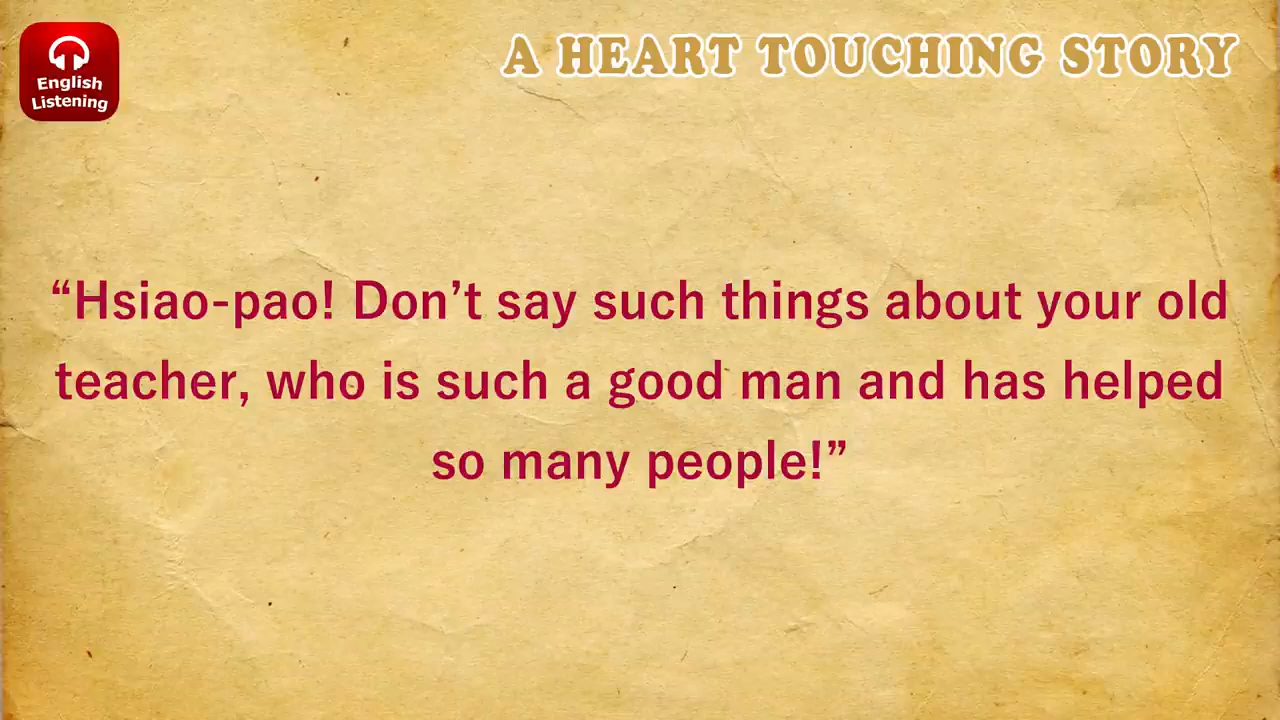 English
Listening
A HEART TOUCHING STORY
“Hsiao-pao! Don’t say such things about your old
teacher, who is such a good man and has helped
so many people!”